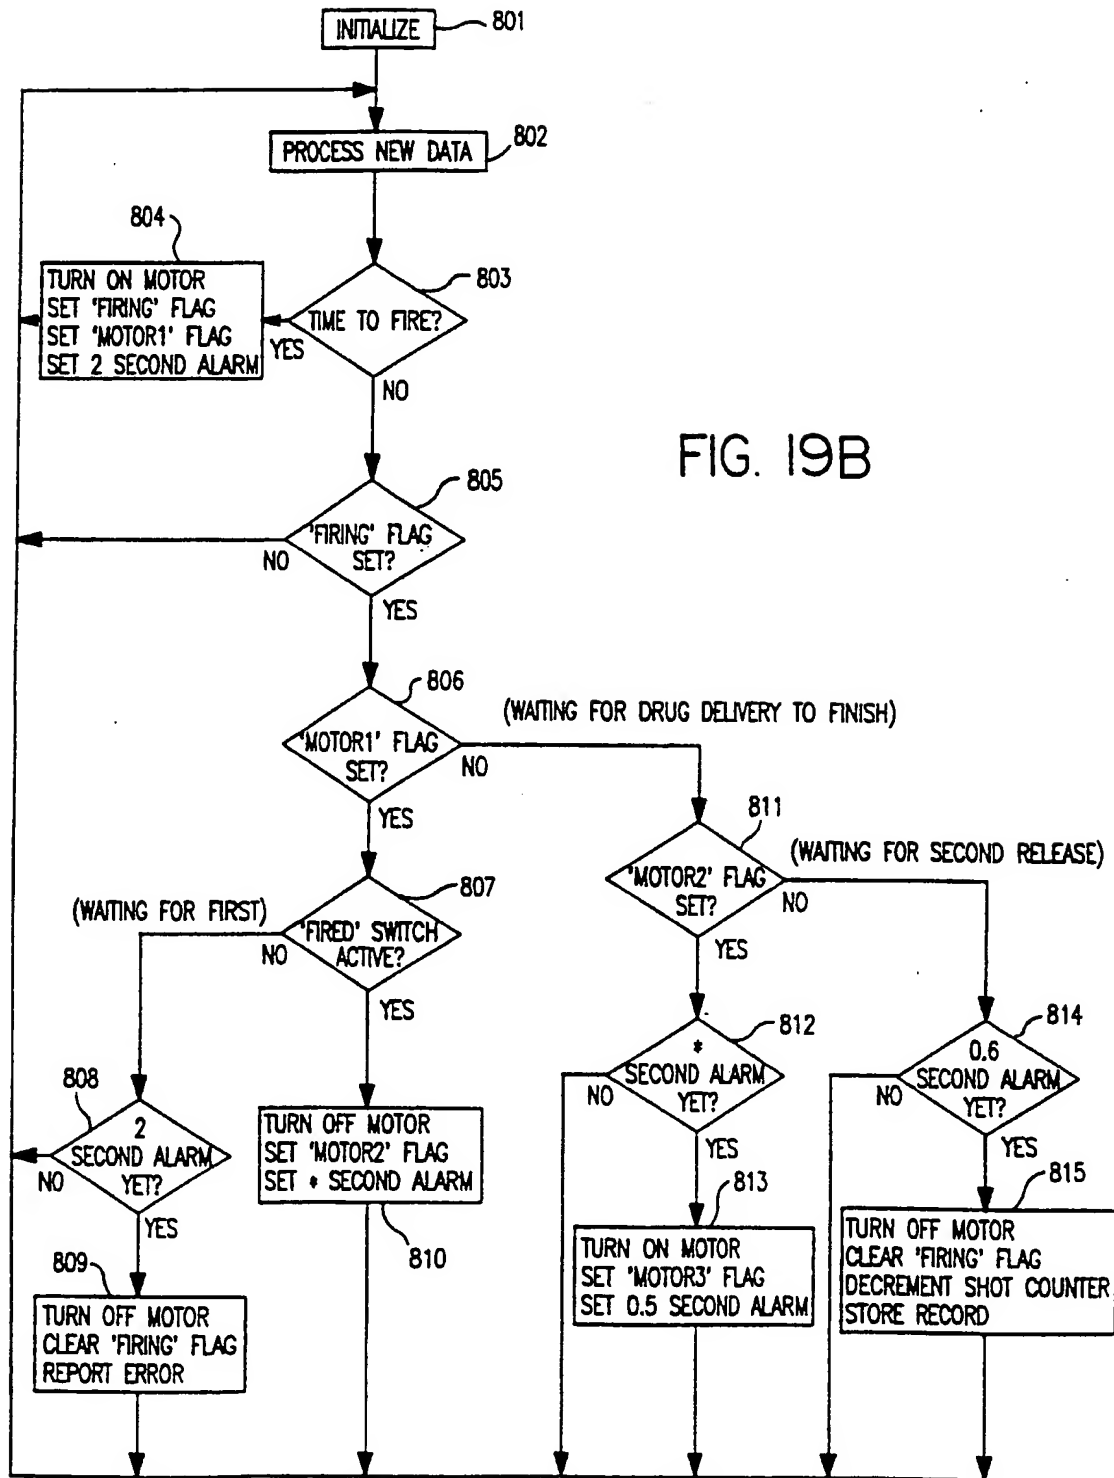 INITIALIZE
801
PROCESS NEW DATA
802
804
TURN ON MOTOR
SET 'FIRING' FLAG
SET 'MOTOR1' FLAG
SET 2 SECOND ALARM
803
TIME TO FIRE?
YES
NO
FIG. 19B
805
'FIRING' FLAG
SET?
NO
YES
806
'MOTOR1' FLAG
SET?
NO
YES
(WAITING FOR DRUG DELIVERY TO FINISH)
811
'MOTOR2' FLAG
SET?
NO
YES
(WAITING FOR SECOND RELEASE)
(WAITING FOR FIRST)
807
'FIRED' SWITCH
ACTIVE?
NO
YES
808
2
SECOND ALARM
YET?
NO
YES
TURN OFF MOTOR
SET 'MOTOR2' FLAG
SET * SECOND ALARM
810
812
*
SECOND ALARM
YET?
NO
YES
814
0.6
SECOND ALARM
YET?
NO
YES
809
TURN OFF MOTOR
CLEAR 'FIRING' FLAG
REPORT ERROR
813
TURN ON MOTOR
SET 'MOTOR3' FLAG
SET 0.5 SECOND ALARM
815
TURN OFF MOTOR
CLEAR 'FIRING' FLAG
DECREMENT SHOT COUNTER
STORE RECORD